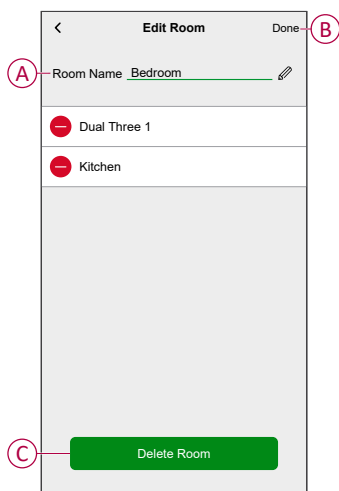 Edit Room
Done
B
A
Room Name Bedroom
Dual Three 1
Kitchen
C
Delete Room